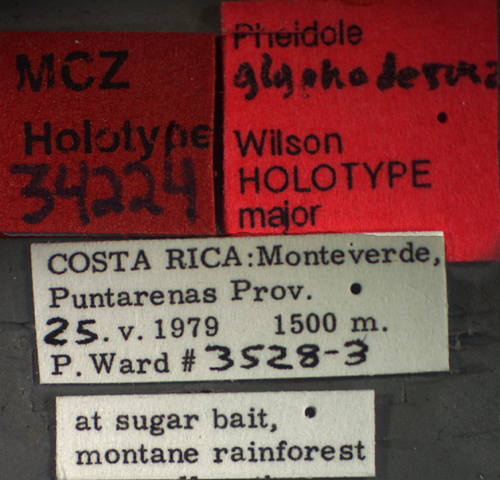 MCZ
Holotype
34224
Pheidole
glyphoderma
Wilson
HOLOTYPE
major
COSTA RICA:Monteverde,
Puntarenas Prov.
25.v.1979 1500 m.
P. Ward # 3528-3
at sugar bait,
montane rainforest